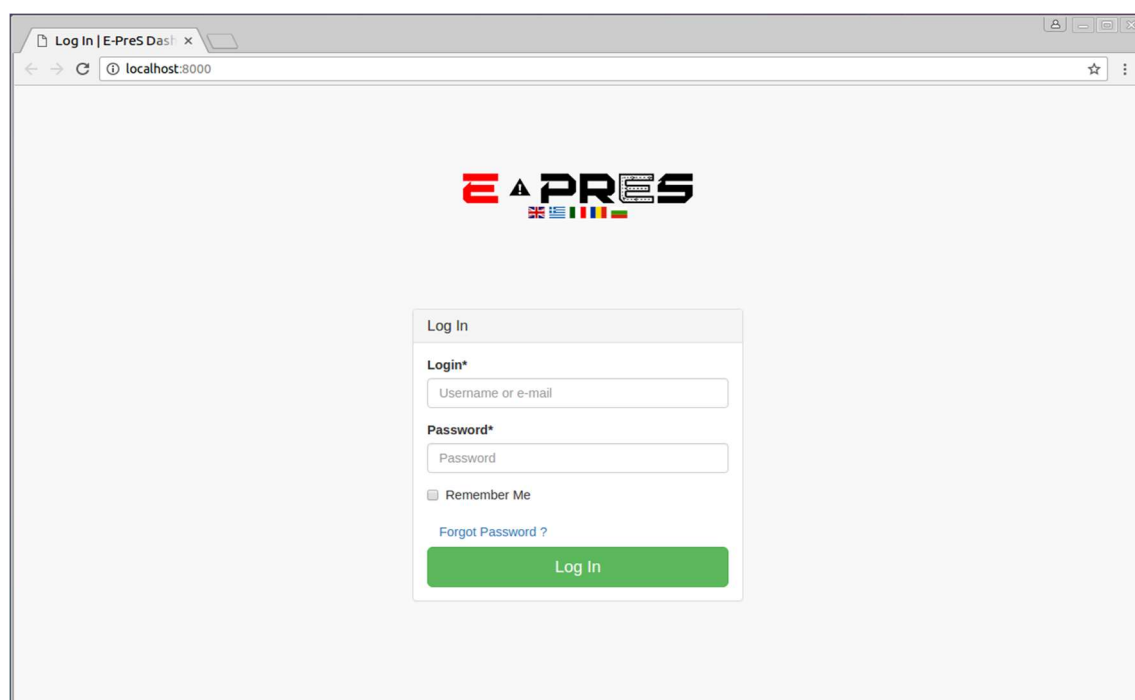 Log In | E-PreS Dash
localhost:8000
E PRES
Log In
Login*
Username or e-mail
Password*
Password
Remember Me
Forgot Password ?
Log In